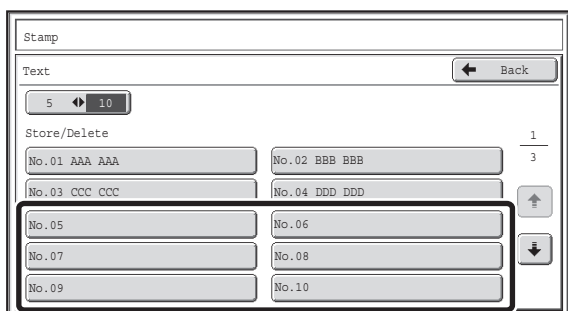 Stamp
Text
Back
5 10
Store/Delete
1
3
No.01 AAA AAA
No.02 BBB BBB
No.03 CCC CCC
No.04 DDD DDD
No.05
No.06
No.07
No.08
No.09
No.10